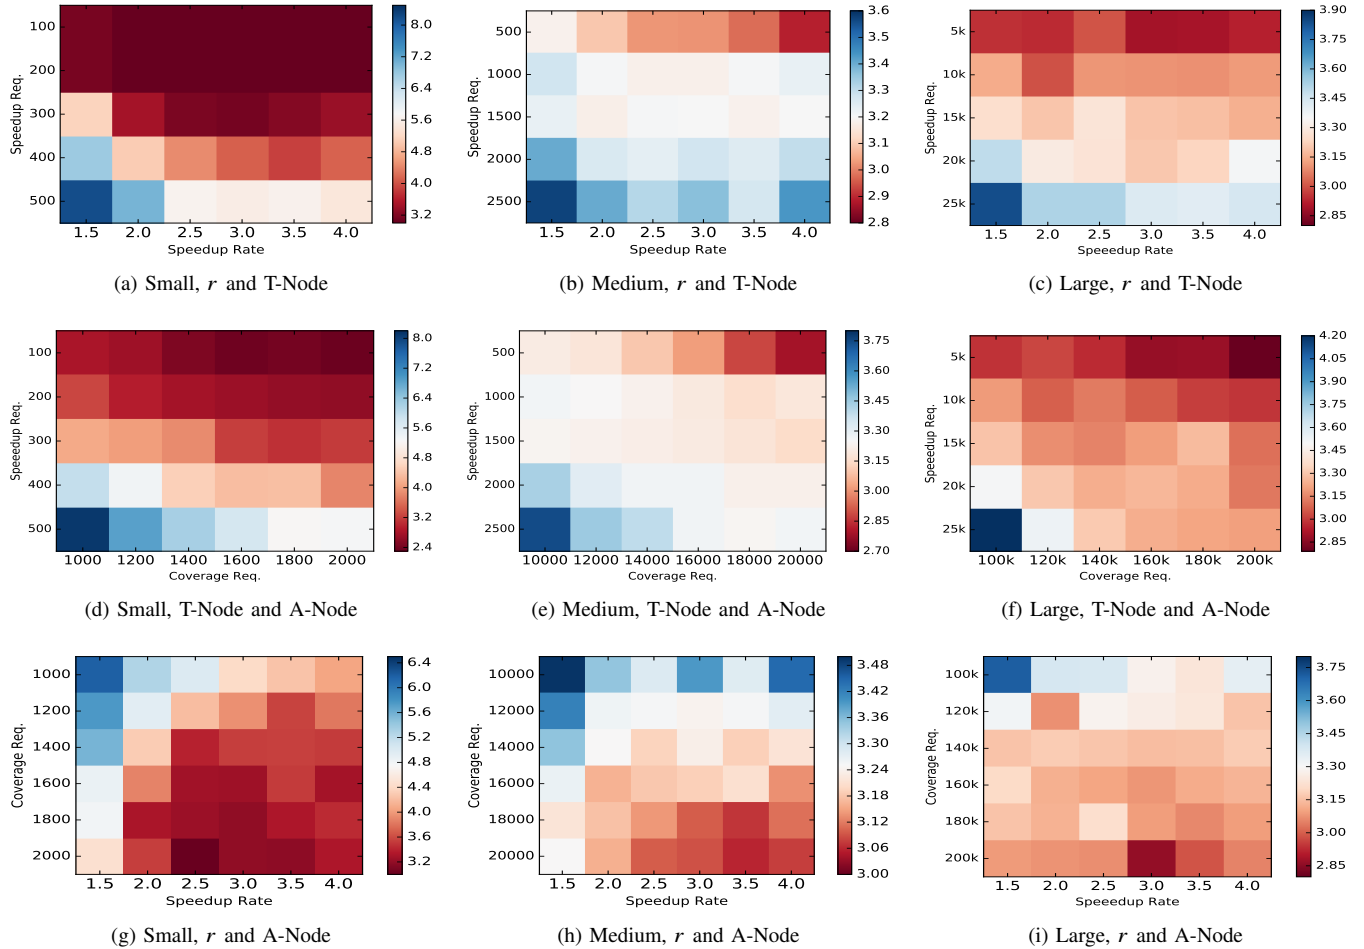 Speeedup Req.
100
200
300
400
500
1.5 2.0 2.5 3.0 3.5 4.0
Speedup Rate
8.0
7.2
6.4
5.6
4.8
4.0
3.2
(a) Small, r and T-Node
Speeedup Req.
500
1000
1500
2000
2500
1.5 2.0 2.5 3.0 3.5 4.0
Speedup Rate
3.6
3.5
3.4
3.3
3.2
3.1
3.0
2.9
2.8
(b) Medium, r and T-Node
Speeedup Req.
5k
10k
15k
20k
25k
1.5 2.0 2.5 3.0 3.5 4.0
Speeedup Rate
3.90
3.75
3.60
3.45
3.30
3.15
3.00
2.85
(c) Large, r and T-Node
Speeedup Req.
100
200
300
400
500
1000 1200 1400 1600 1800 2000
Coverage Req.
8.0
7.2
6.4
5.6
4.8
4.0
3.2
2.4
(d) Small, T-Node and A-Node
Speeedup Req.
500
1000
1500
2000
2500
10000 12000 14000 16000 18000 20000
Coverage Req.
3.75
3.60
3.45
3.30
3.15
3.00
2.85
2.70
(e) Medium, T-Node and A-Node
Speeedup Req.
5k
10k
15k
20k
25k
100k 120k 140k 160k 180k 200k
Coverage Req.
4.20
4.05
3.90
3.75
3.60
3.45
3.30
3.15
3.00
2.85
(f) Large, T-Node and A-Node
Coverage Req.
1000
1200
1400
1600
1800
2000
1.5 2.0 2.5 3.0 3.5 4.0
Speedup Rate
6.4
6.0
5.6
5.2
4.8
4.4
4.0
3.6
3.2
(g) Small, r and A-Node
Coverage Req.
10000
12000
14000
16000
18000
20000
1.5 2.0 2.5 3.0 3.5 4.0
Speedup Rate
3.48
3.42
3.36
3.30
3.24
3.18
3.12
3.06
3.00
(h) Medium, r and A-Node
Coverage Req.
100k
120k
140k
160k
180k
200k
1.5 2.0 2.5 3.0 3.5 4.0
Speeedup Rate
3.75
3.60
3.45
3.30
3.15
3.00
2.85
(i) Large, r and A-Node